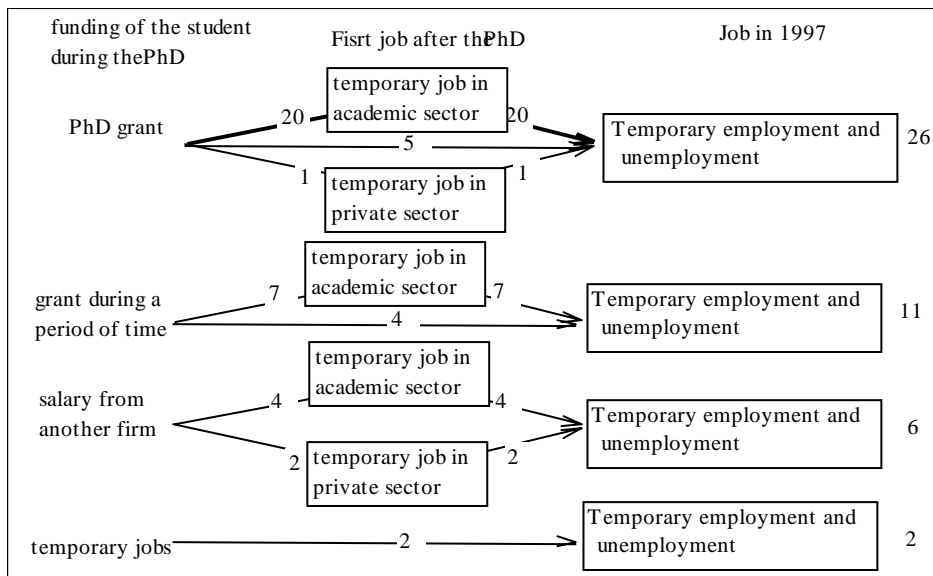 funding of the student
during thePhD
Fisrt job after thePhD
Job in 1997
temporary job in
academic sector
PhD grant
20
20
5
1
1
temporary job in
private sector
Temporary employment and
unemployment
26
grant during a
period of time
7
temporary job in
academic sector
7
4
Temporary employment and
unemployment
11
salary from
another firm
4
temporary job in
academic sector
4
2
temporary job in
private sector
2
Temporary employment and
unemployment
6
temporary jobs
2
Temporary employment and
unemployment
2